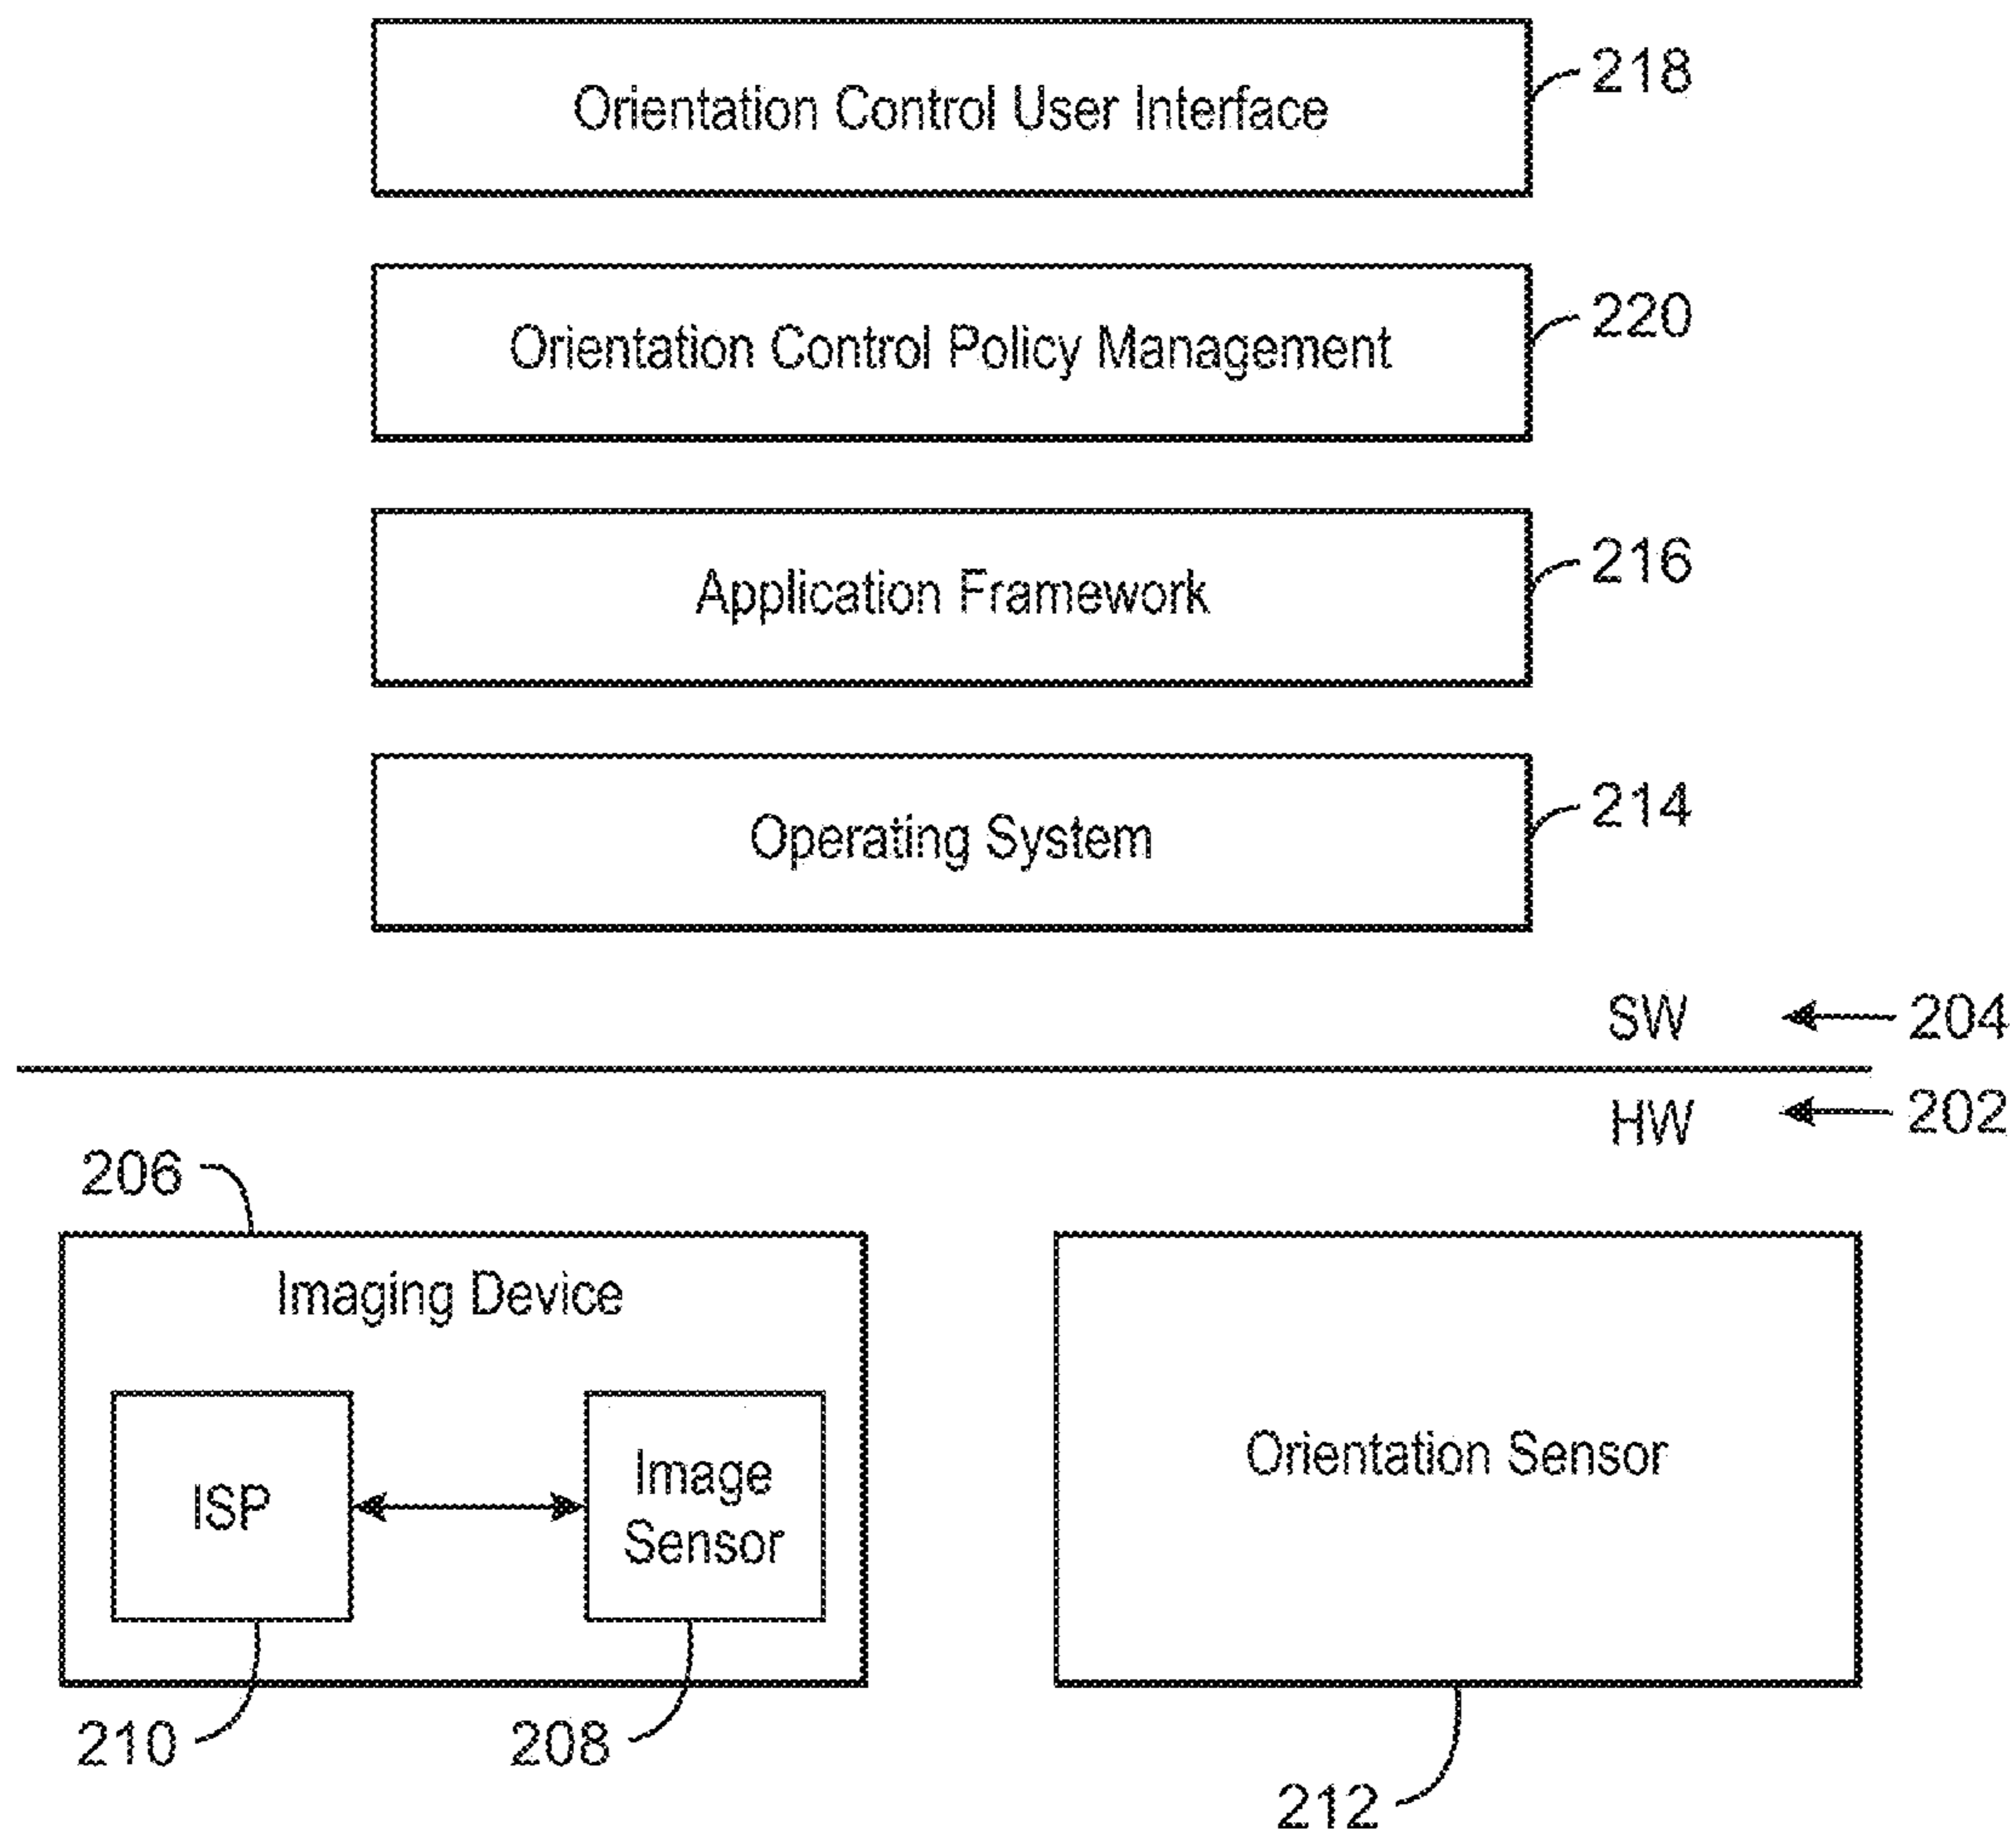 Orientation Control User Interface
218
Orientation Control Policy Management
220
Application Framework
216
Operating System
214
SW
204
HW
202
206
Imaging Device
ISP
Image
Sensor
Orientation Sensor
210
208
212